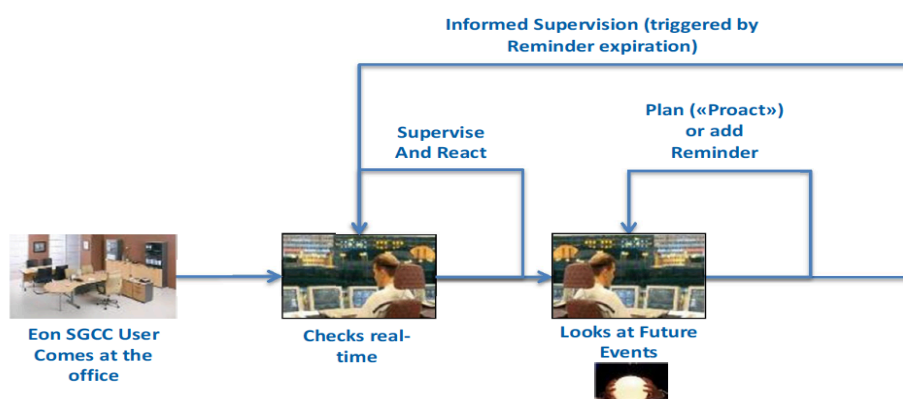 Informed Supervision (triggered by
Reminder expiration)
Plan («Proact»)
or add
Reminder
Supervise
And React
Eon SGCC User
Comes at the
office
Checks real-
time
Looks at Future
Events